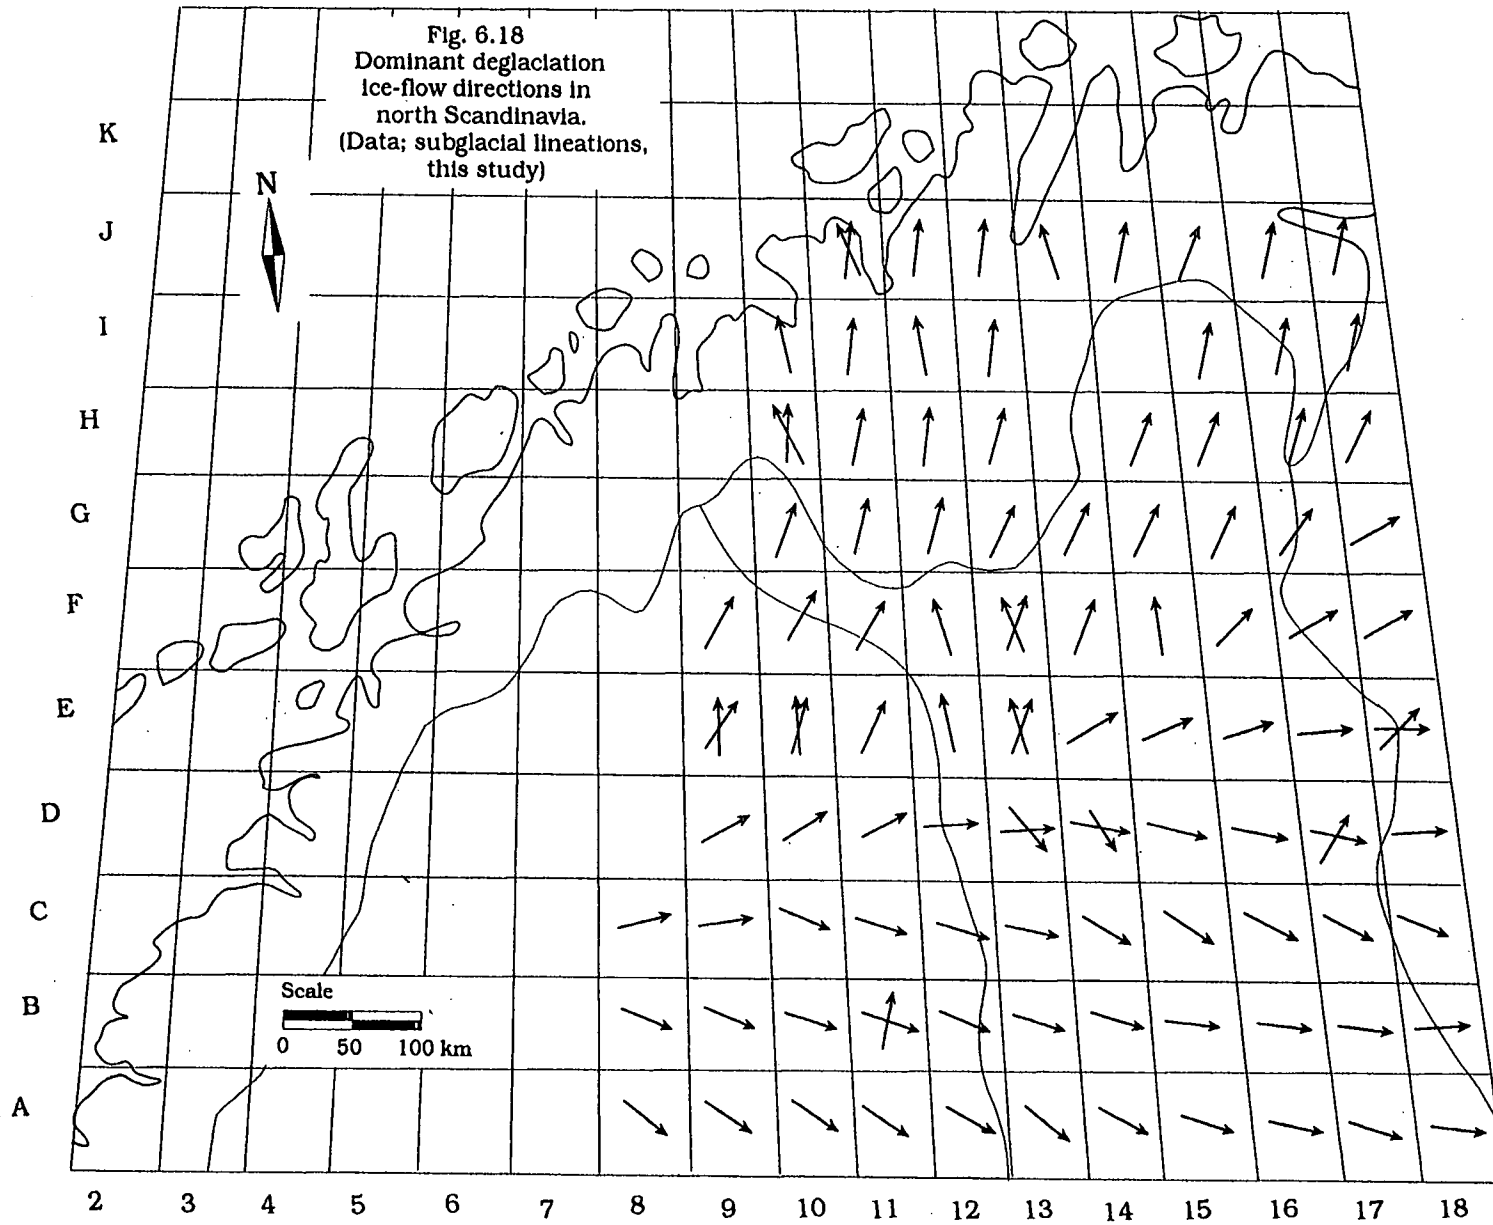 Fig. 6.18
Dominant deglaciation
ice-flow directions in
north Scandinavia.
(Data; subglacial lineations,
this study)
N
K
J
I
H
G
F
E
D
C
B
A
Scale
0 50 100 km
2 3 4 5 6 7 8 9 10 11 12 13 14 15 16 17 18